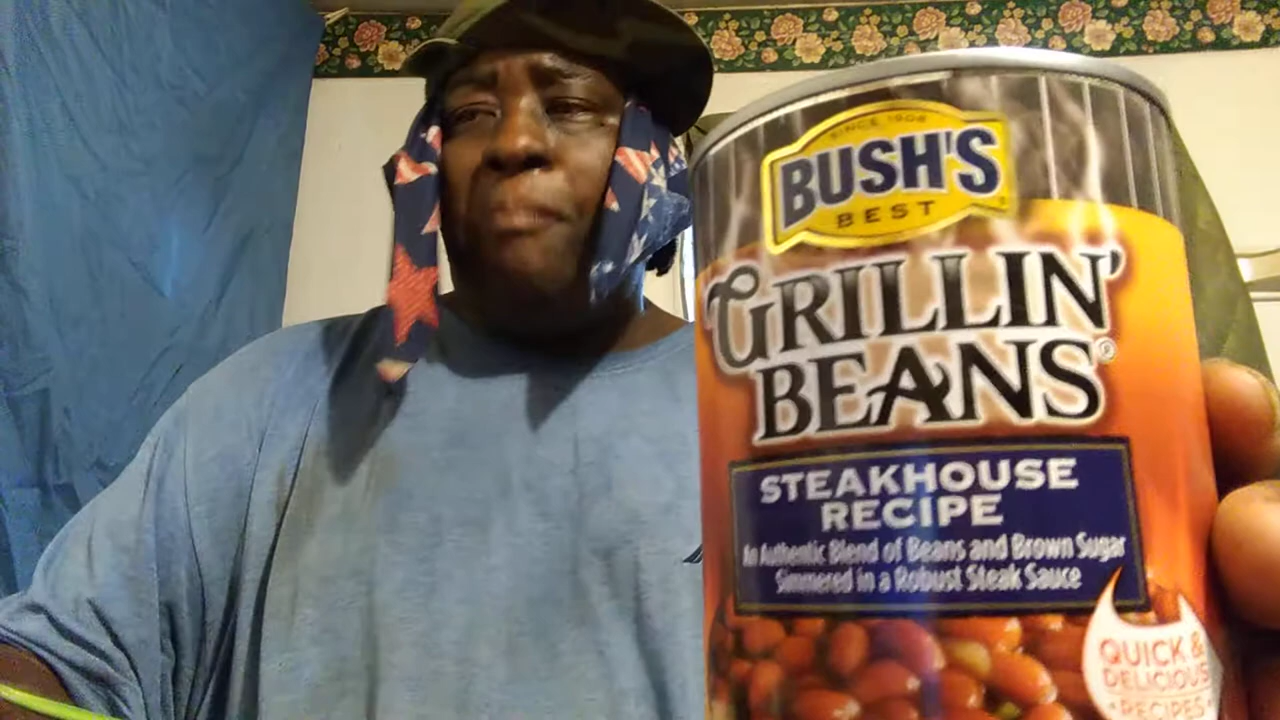 SINCE 1908
BUSH'S
BEST
GRILLIN'
BEANS®
STEAKHOUSE
RECIPE
An Authentic Blend of Beans and Brown Sugar
Simmered in a Robust Steak Sauce
QUICK &
DELICIOUS
• RECIPES •